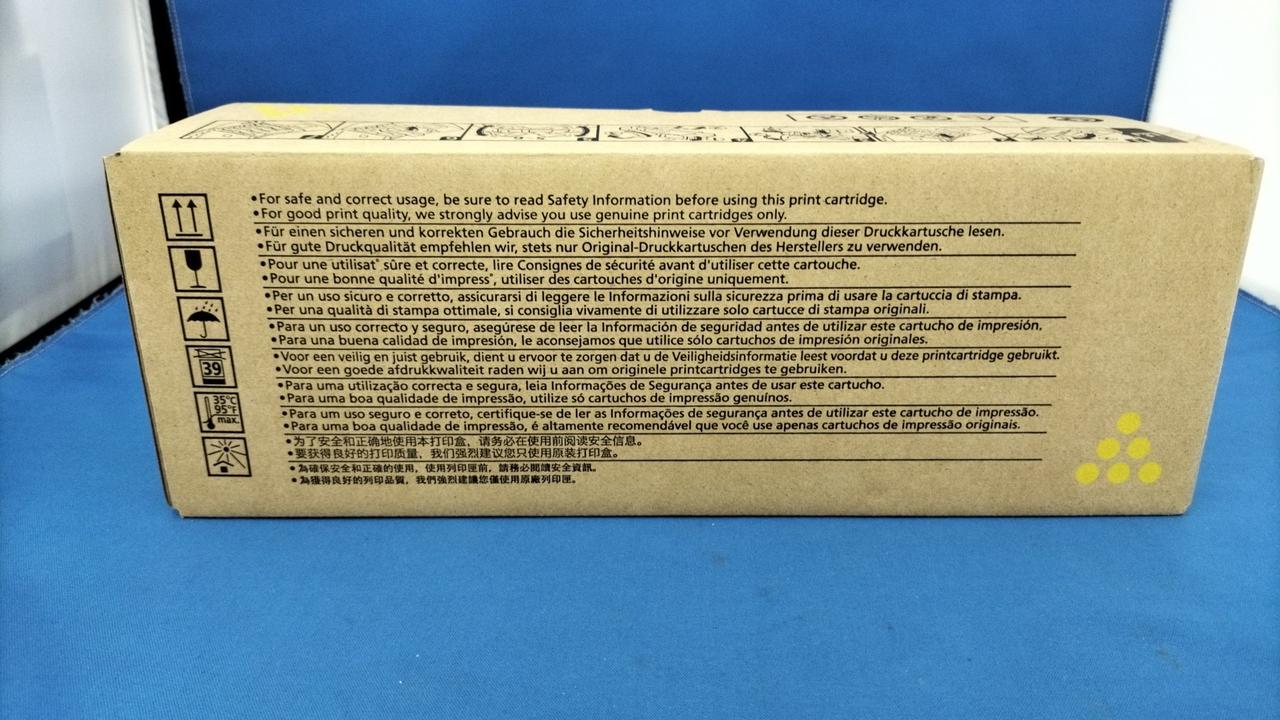 •For safe and correct usage, be sure to read Safety Information before using this print cartridge.
•For good print quality, we strongly advise you use genuine print cartridges only.
•Für einen sicheren und korrekten Gebrauch die Sicherheitshinweise vor Verwendung dieser Druckkartusche lesen.
•Für gute Druckqualität empfehlen wir, stets nur Original-Druckkartuschen des Herstellers zu verwenden.
•Pour une utilisat° sûre et correcte, lire Consignes de sécurité avant d'utiliser cette cartouche.
•Pour une bonne qualité d'impress°, utiliser des cartouches d'origine uniquement.
•Per un uso sicuro e corretto, assicurarsi di leggere le Informazioni sulla sicurezza prima di usare la cartuccia di stampa.
•Per una qualità di stampa ottimale, si consiglia vivamente di utilizzare solo cartucce di stampa originali.
•Para un uso correcto y seguro, asegúrese de leer la Información de seguridad antes de utilizar este cartucho de impresión.
•Para una buena calidad de impresión, le aconsejamos que utilice sólo cartuchos de impresión originales.
•Voor een veilig en juist gebruik, dient u ervoor te zorgen dat u de Veiligheidsinformatie leest voordat u deze printcartridge gebruikt.
•Voor een goede afdrukkwaliteit raden wij u aan om originele printcartridges te gebruiken.
39
•Para uma utilização correcta e segura, leia Informações de Segurança antes de usar este cartucho.
•Para uma boa qualidade de impressão, utilize só cartuchos de impressão genuínos.
35°C
95°F
max.
•Para um uso seguro e correto, certifique-se de ler as Informações de segurança antes de utilizar este cartucho de impressão.
•Para uma boa qualidade de impressão, é altamente recomendável que você use apenas cartuchos de impressão originais.
•为了安全和正确地使用本打印盒，请务必在使用前阅读安全信息。
•要获得良好的打印质量，我们强烈建议您只使用原装打印盒。
•為確保安全和正確的使用，使用列印匣前，請務必閱讀安全資訊。
•為獲得良好的列印品質，我們強烈建議您僅使用原廠列印匣。